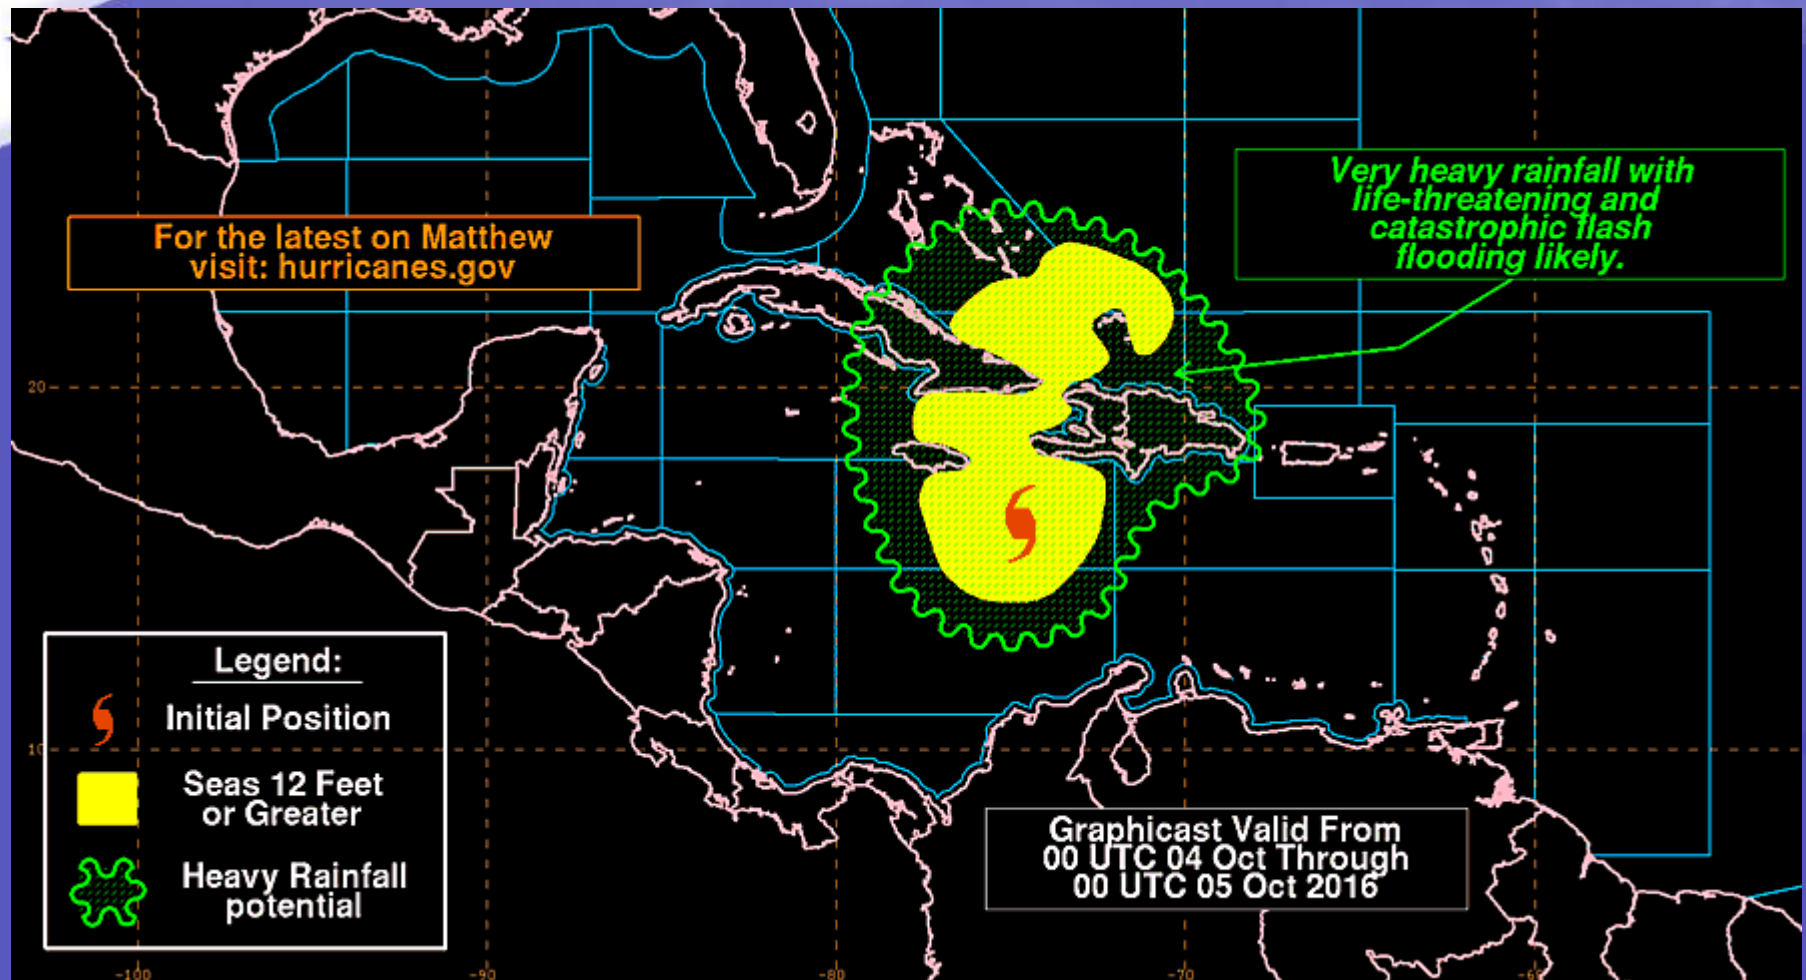 For the latest on Matthew
visit: hurricanes.gov
Very heavy rainfall with
life-threatening and
catastrophic flash
flooding likely.
20
10
Legend:
Initial Position
Seas 12 Feet
or Greater
Heavy Rainfall
potential
Graphicast Valid From
00 UTC 04 Oct Through
00 UTC 05 Oct 2016
-100
-90
-80
-70
-60